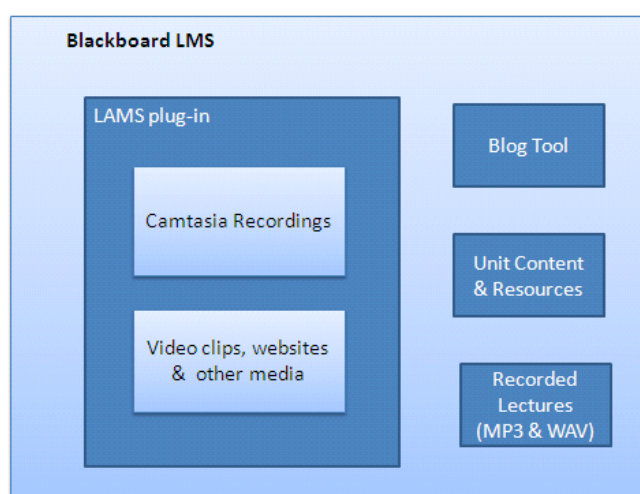 Blackboard LMS
LAMS plug-in
Camtasia Recordings
Video clips, websites
& other media
Blog Tool
Unit Content
& Resources
Recorded
Lectures
(MP3 & WAV)